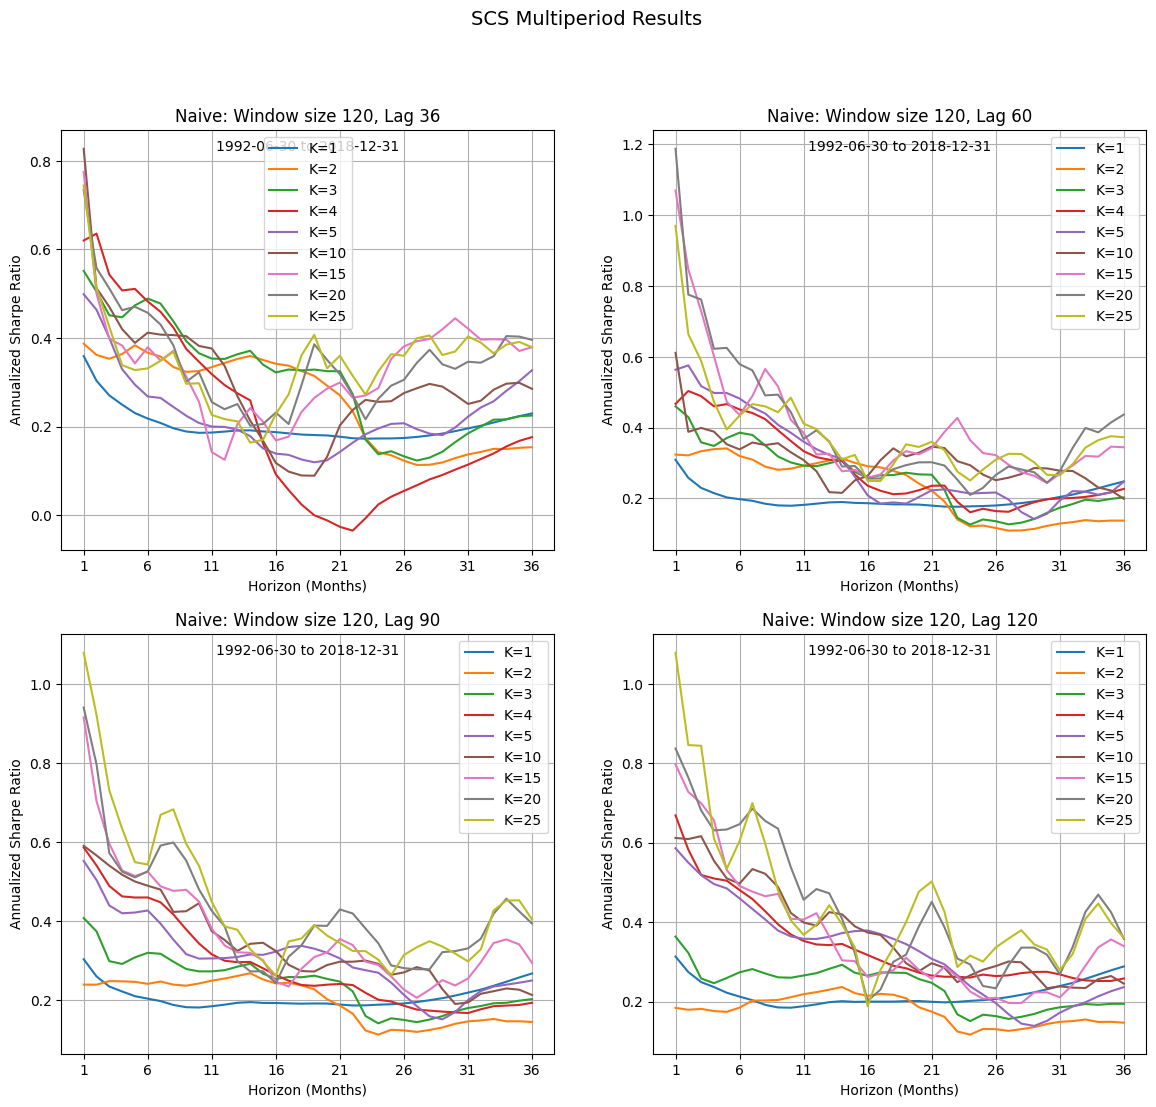 SCS Multiperiod Results
Naive: Window size 120, Lag 36
1992-06-30 to 2018-12-31
K=1
K=2
K=3
K=4
K=5
K=10
K=15
K=20
K=25
0.8
0.6
0.4
0.2
0.0
Annualized Sharpe Ratio
1 6 11 16 21 26 31 36
Horizon (Months)
Naive: Window size 120, Lag 60
1992-06-30 to 2018-12-31
K=1
K=2
K=3
K=4
K=5
K=10
K=15
K=20
K=25
1.2
1.0
0.8
0.6
0.4
0.2
Annualized Sharpe Ratio
1 6 11 16 21 26 31 36
Horizon (Months)
Naive: Window size 120, Lag 90
1992-06-30 to 2018-12-31
K=1
K=2
K=3
K=4
K=5
K=10
K=15
K=20
K=25
1.0
0.8
0.6
0.4
0.2
Annualized Sharpe Ratio
1 6 11 16 21 26 31 36
Horizon (Months)
Naive: Window size 120, Lag 120
1992-06-30 to 2018-12-31
K=1
K=2
K=3
K=4
K=5
K=10
K=15
K=20
K=25
1.0
0.8
0.6
0.4
0.2
Annualized Sharpe Ratio
1 6 11 16 21 26 31 36
Horizon (Months)